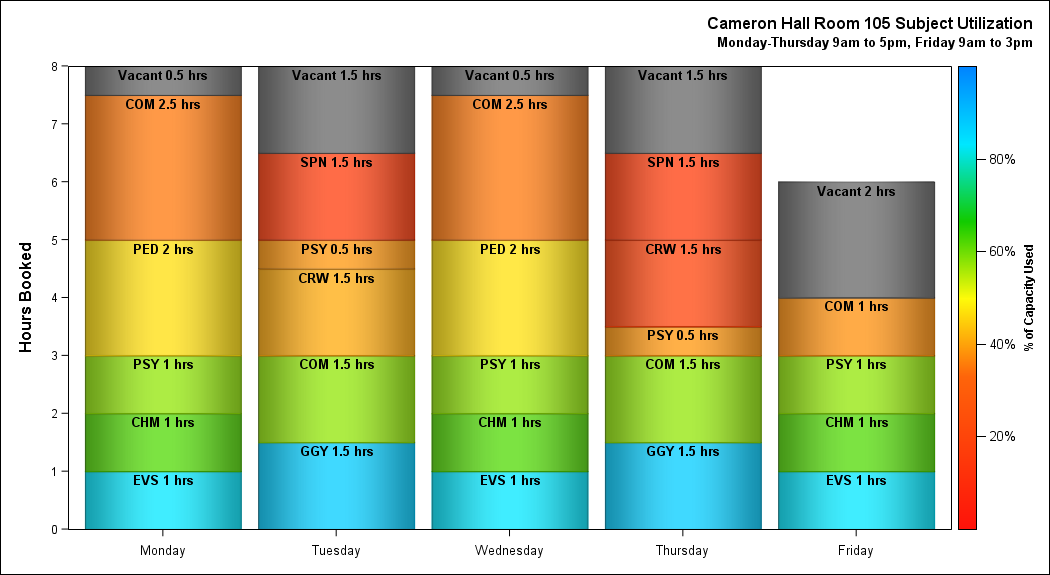 Cameron Hall Room 105 Subject Utilization
Monday-Thursday 9am to 5pm, Friday 9am to 3pm
Hours Booked
8
7
6
5
4
3
2
1
0
Vacant 0.5 hrs
COM 2.5 hrs
PED 2 hrs
PSY 1 hrs
CHM 1 hrs
EVS 1 hrs
Vacant 1.5 hrs
SPN 1.5 hrs
PSY 0.5 hrs
CRW 1.5 hrs
COM 1.5 hrs
GGY 1.5 hrs
Vacant 0.5 hrs
COM 2.5 hrs
PED 2 hrs
PSY 1 hrs
CHM 1 hrs
EVS 1 hrs
Vacant 1.5 hrs
SPN 1.5 hrs
CRW 1.5 hrs
PSY 0.5 hrs
COM 1.5 hrs
GGY 1.5 hrs
Vacant 2 hrs
COM 1 hrs
PSY 1 hrs
CHM 1 hrs
EVS 1 hrs
Monday
Tuesday
Wednesday
Thursday
Friday
80%
60%
40%
20%
% of Capacity Used